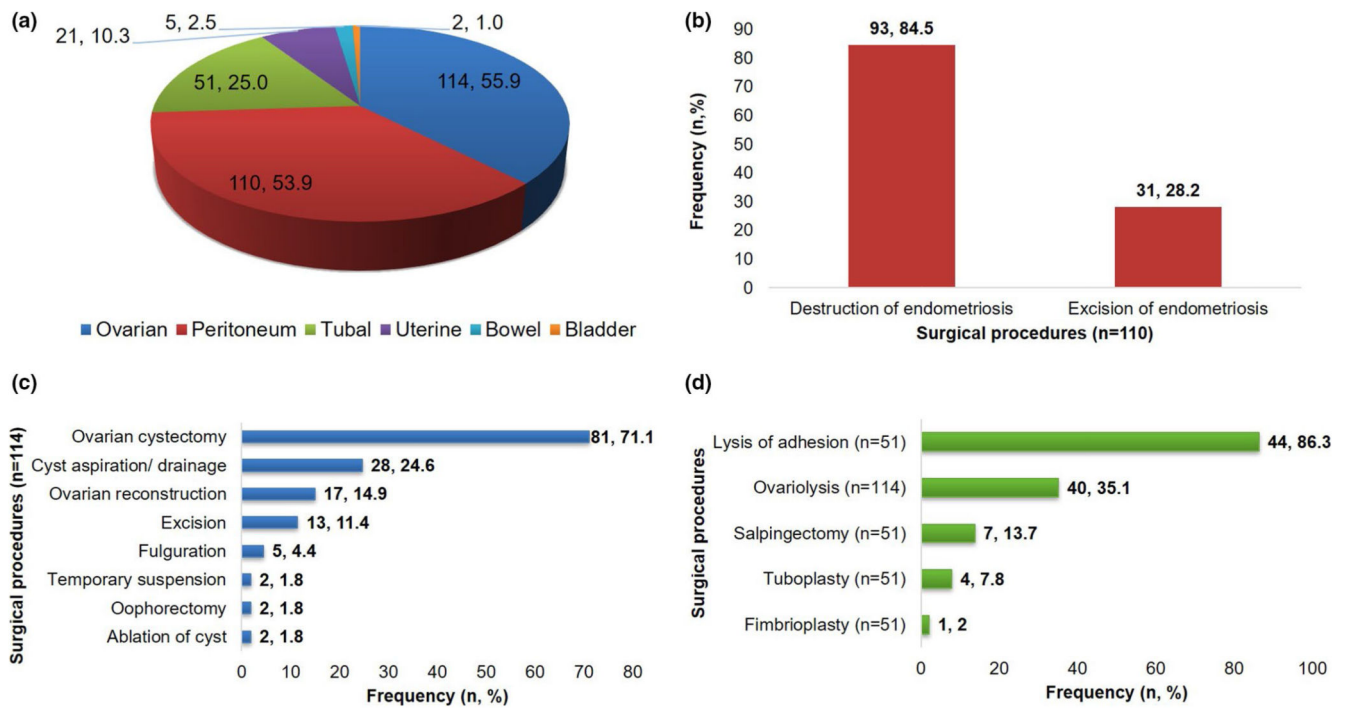 (a)
5, 2.5
2, 1.0
21, 10.3
51, 25.0
114, 55.9
110, 53.9
Ovarian Peritoneum Tubal Uterine Bowel Bladder
(b)
Frequency (n,%)
90
80
70
60
50
40
30
20
10
0
93, 84.5
31, 28.2
Destruction of endometriosis Excision of endometriosis
Surgical procedures (n=110)
(c)
Surgical procedures (n=114)
Ovarian cystectomy 81, 71.1
Cyst aspiration/ drainage 28, 24.6
Ovarian reconstruction 17, 14.9
Excision 13, 11.4
Fulguration 5, 4.4
Temporary suspension 2, 1.8
Oophorectomy 2, 1.8
Ablation of cyst 2, 1.8
0 10 20 30 40 50 60 70 80
Frequency (n, %)
(d)
Surgical procedures
Lysis of adhesion (n=51) 44, 86.3
Ovariolysis (n=114) 40, 35.1
Salpingectomy (n=51) 7, 13.7
Tuboplasty (n=51) 4, 7.8
Fimbrioplasty (n=51) 1, 2
0 20 40 60 80 100
Frequency (n, %)